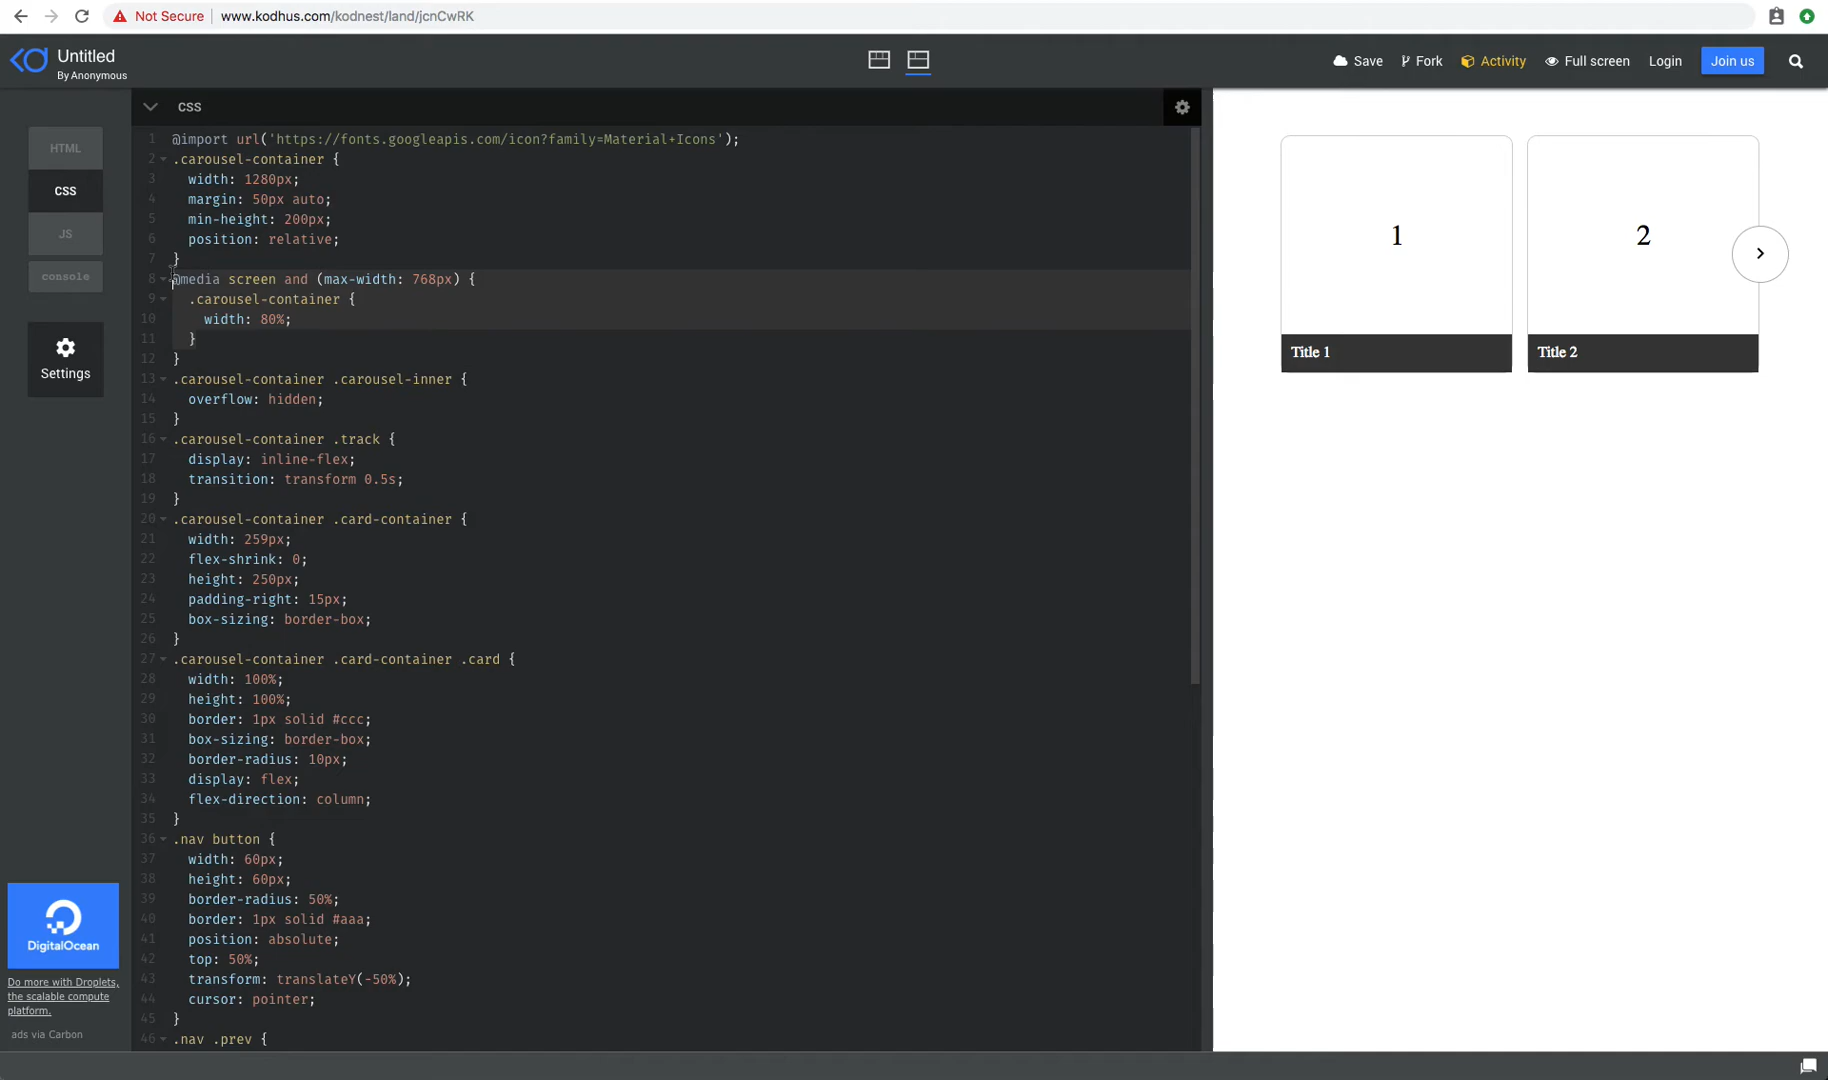 Not Secure www.kodhus.com/kodnest/land/jcnCwRK
Untitled
By Anonymous
Save Fork Activity Full screen Login Join us
HTML
CSS
JS
console
Settings
DigitalOcean
Do more with Droplets,
the scalable compute
platform.
ads via Carbon
CSS
1 @import url('https://fonts.googleapis.com/icon?family=Material+Icons');
2 .carousel-container {
3 width: 1280px;
4 margin: 50px auto;
5 min-height: 200px;
6 position: relative;
7 }
8 @media screen and (max-width: 768px) {
9 .carousel-container {
10 width: 80%;
11 }
12 }
13 .carousel-container .carousel-inner {
14 overflow: hidden;
15 }
16 .carousel-container .track {
17 display: inline-flex;
18 transition: transform 0.5s;
19 }
20 .carousel-container .card-container {
21 width: 259px;
22 flex-shrink: 0;
23 height: 250px;
24 padding-right: 15px;
25 box-sizing: border-box;
26 }
27 .carousel-container .card-container .card {
28 width: 100%;
29 height: 100%;
30 border: 1px solid #ccc;
31 box-sizing: border-box;
32 border-radius: 10px;
33 display: flex;
34 flex-direction: column;
35 }
36 .nav button {
37 width: 60px;
38 height: 60px;
39 border-radius: 50%;
40 border: 1px solid #aaa;
41 position: absolute;
42 top: 50%;
43 transform: translateY(-50%);
44 cursor: pointer;
45 }
46 .nav .prev {
1 2
Title 1 Title 2